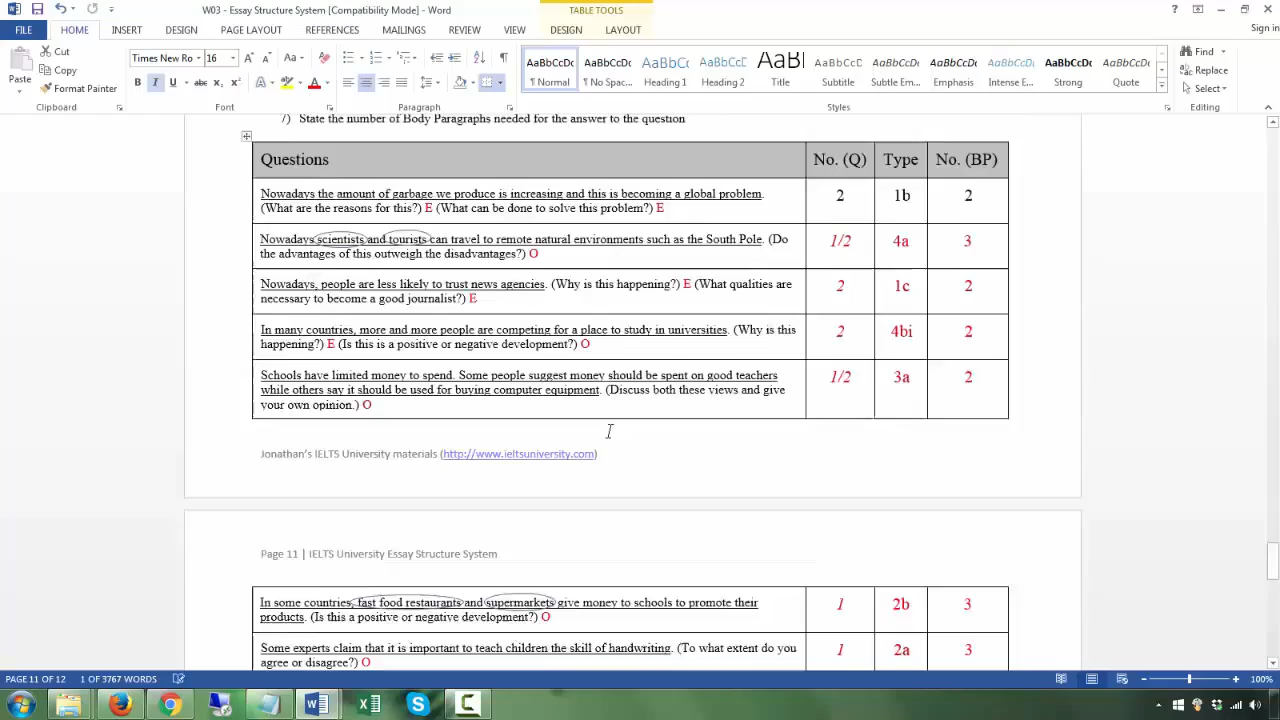 W03 - Essay Structure System [Compatibility Mode] - Word
TABLE TOOLS
FILE
HOME
INSERT
DESIGN
PAGE LAYOUT
REFERENCES
MAILINGS
REVIEW
VIEW
DESIGN
LAYOUT
Sign in
Paste
Cut
Copy
Format Painter
Clipboard
Times New Ro
16
Font
Paragraph
AaBbCcDc AaBbCcDc AaBbCc AaBbCcC AaBl AaBbCcD AaBbCcDc AaBbCcDc AaBbCcDc AaBbCcDc AaBbCcDc
¶ Normal
¶ No Spac...
Heading 1
Heading 2
Title
Subtitle
Subtle Em...
Emphasis
Intense E...
Strong
Quote
Styles
Find
Replace
Select
Editing
7) State the number of Body Paragraphs needed for the answer to the question
Questions No. (Q) Type No. (BP)
Nowadays the amount of garbage we produce is increasing and this is becoming a global problem. 2 1b 2
(What are the reasons for this?) E (What can be done to solve this problem?) E
Nowadays scientists and tourists can travel to remote natural environments such as the South Pole. (Do 1/2 4a 3
the advantages of this outweigh the disadvantages?) O
Nowadays, people are less likely to trust news agencies. (Why is this happening?) E (What qualities are 2 1c 2
necessary to become a good journalist?) E
In many countries, more and more people are competing for a place to study in universities. (Why is this 2 4bi 2
happening?) E (Is this is a positive or negative development?) O
Schools have limited money to spend. Some people suggest money should be spent on good teachers 1/2 3a 2
while others say it should be used for buying computer equipment. (Discuss both these views and give
your own opinion.) O
Jonathan's IELTS University materials (http://www.ieltsuniversity.com)
Page 11 | IELTS University Essay Structure System
In some countries, fast food restaurants and supermarkets give money to schools to promote their 1 2b 3
products. (Is this a positive or negative development?) O
Some experts claim that it is important to teach children the skill of handwriting. (To what extent do you 1 2a 3
agree or disagree?) O
PAGE 11 OF 12
1 OF 3767 WORDS
100%